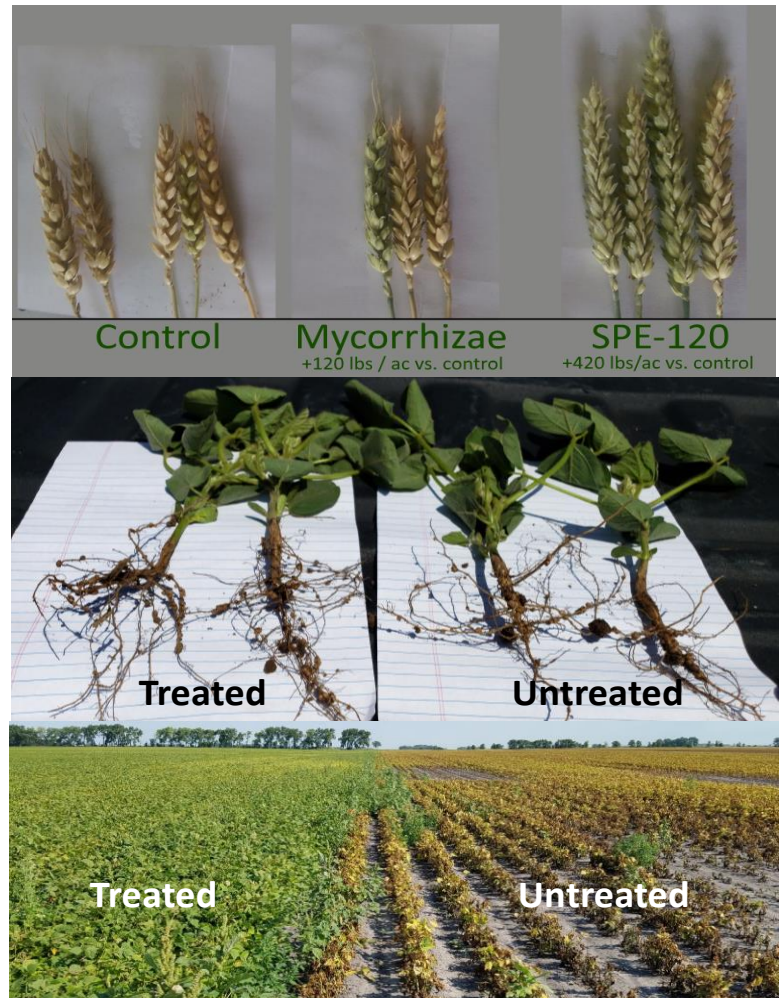 Control
Mycorrhizae
+120 lbs / ac vs. control
SPE-120
+420 lbs/ac vs. control
Treated
Untreated
Treated
Untreated